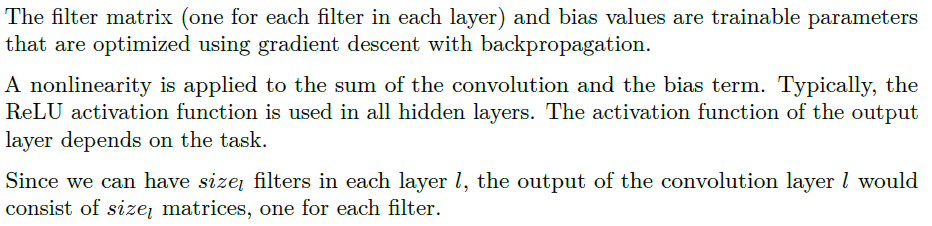 The filter matrix (one for each filter in each layer) and bias values are trainable parameters
that are optimized using gradient descent with backpropagation.
A nonlinearity is applied to the sum of the convolution and the bias term. Typically, the
ReLU activation function is used in all hidden layers. The activation function of the output
layer depends on the task.
Since we can have sizeₗ filters in each layer l, the output of the convolution layer l would
consist of sizeₗ matrices, one for each filter.